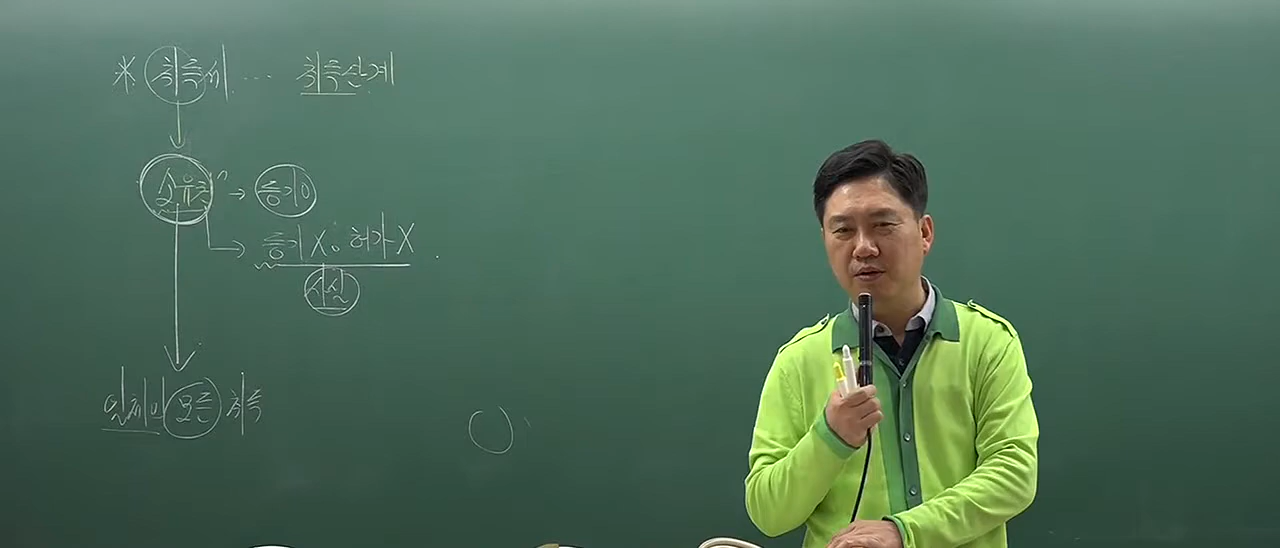 ※ 취득세 ··· 취득단계
소유권 → 등기O
등기X, 허가X
사실
일체의 모든 취득